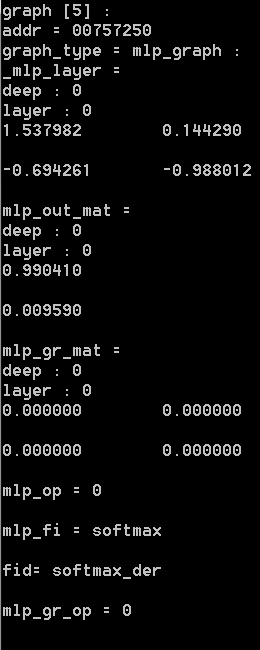 graph [5] :
addr = 00757250
graph_type = mlp_graph :
_mlp_layer =
deep : 0
layer : 0
1.537982 0.144290
-0.694261 -0.988012
mlp_out_mat =
deep : 0
layer : 0
0.990410
0.009590
mlp_gr_mat =
deep : 0
layer : 0
0.000000 0.000000
0.000000 0.000000
mlp_op = 0
mlp_fi = softmax
fid= softmax_der
mlp_gr_op = 0